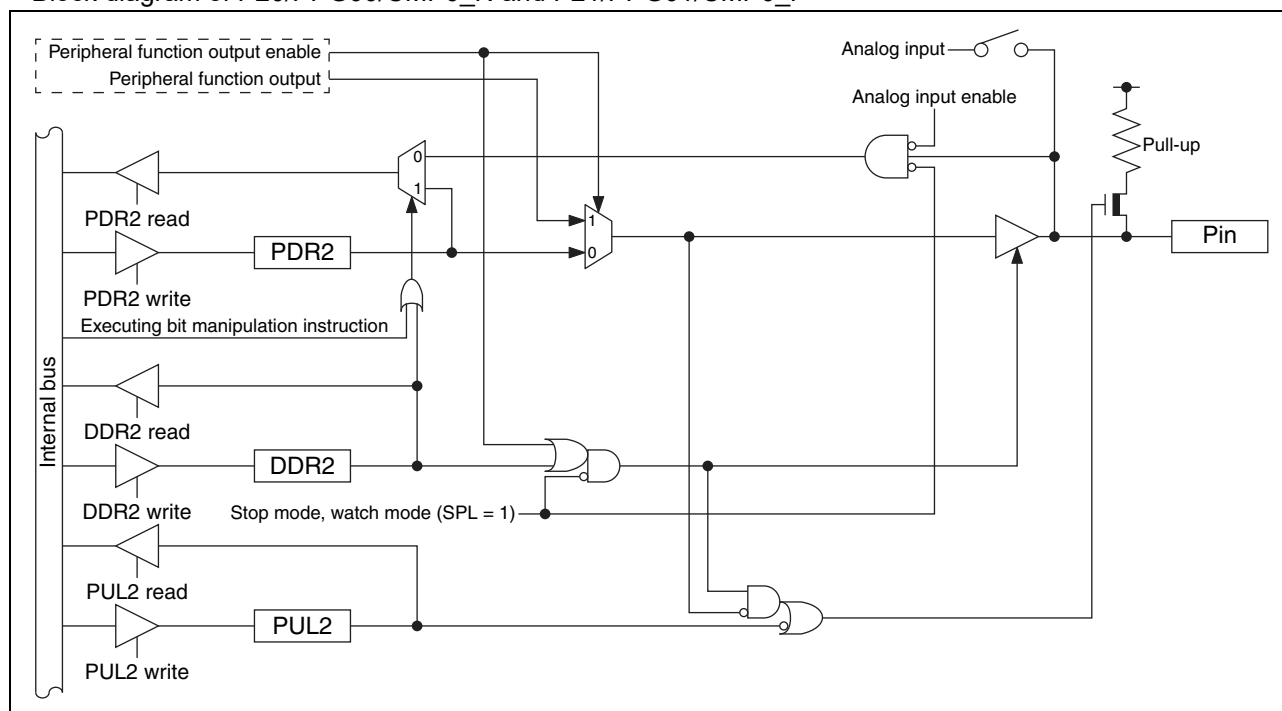 Peripheral function output enable
Peripheral function output
Analog input
Analog input enable
Pull-up
0
1
PDR2 read
1
0
PDR2
Pin
PDR2 write
Executing bit manipulation instruction
Internal bus
DDR2 read
DDR2
DDR2 write
Stop mode, watch mode (SPL = 1)
PUL2 read
PUL2
PUL2 write